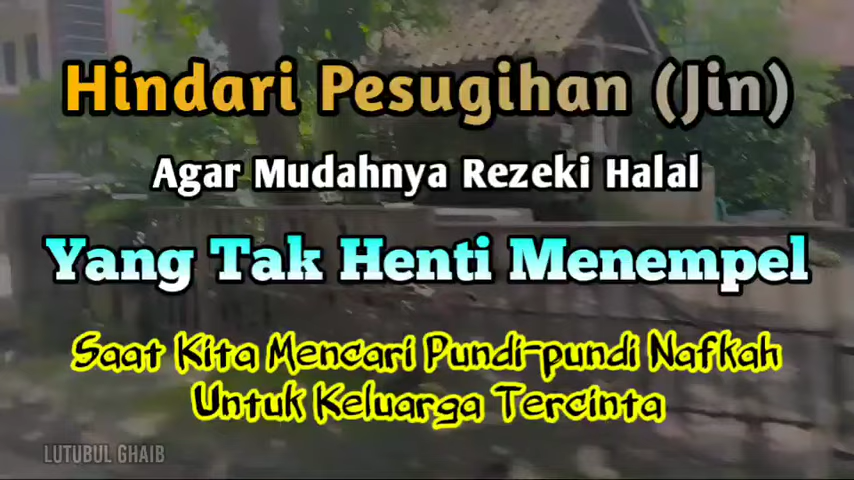 Hindari Pesugihan (Jin)
Agar Mudahnya Rezeki Halal
Yang Tak Henti Menempel
Saat Kita Mencari Pundi-pundi Nafkah
Untuk Keluarga Tercinta
LUTUBUL GHAIB